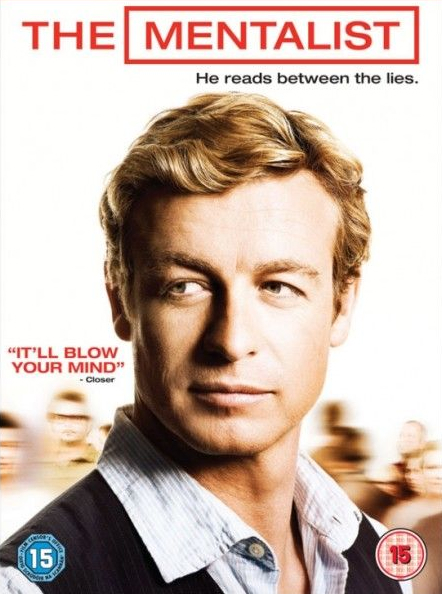 THE MENTALIST
He reads between the lies.
"IT'LL BLOW
YOUR MIND"
- Closer
15
15